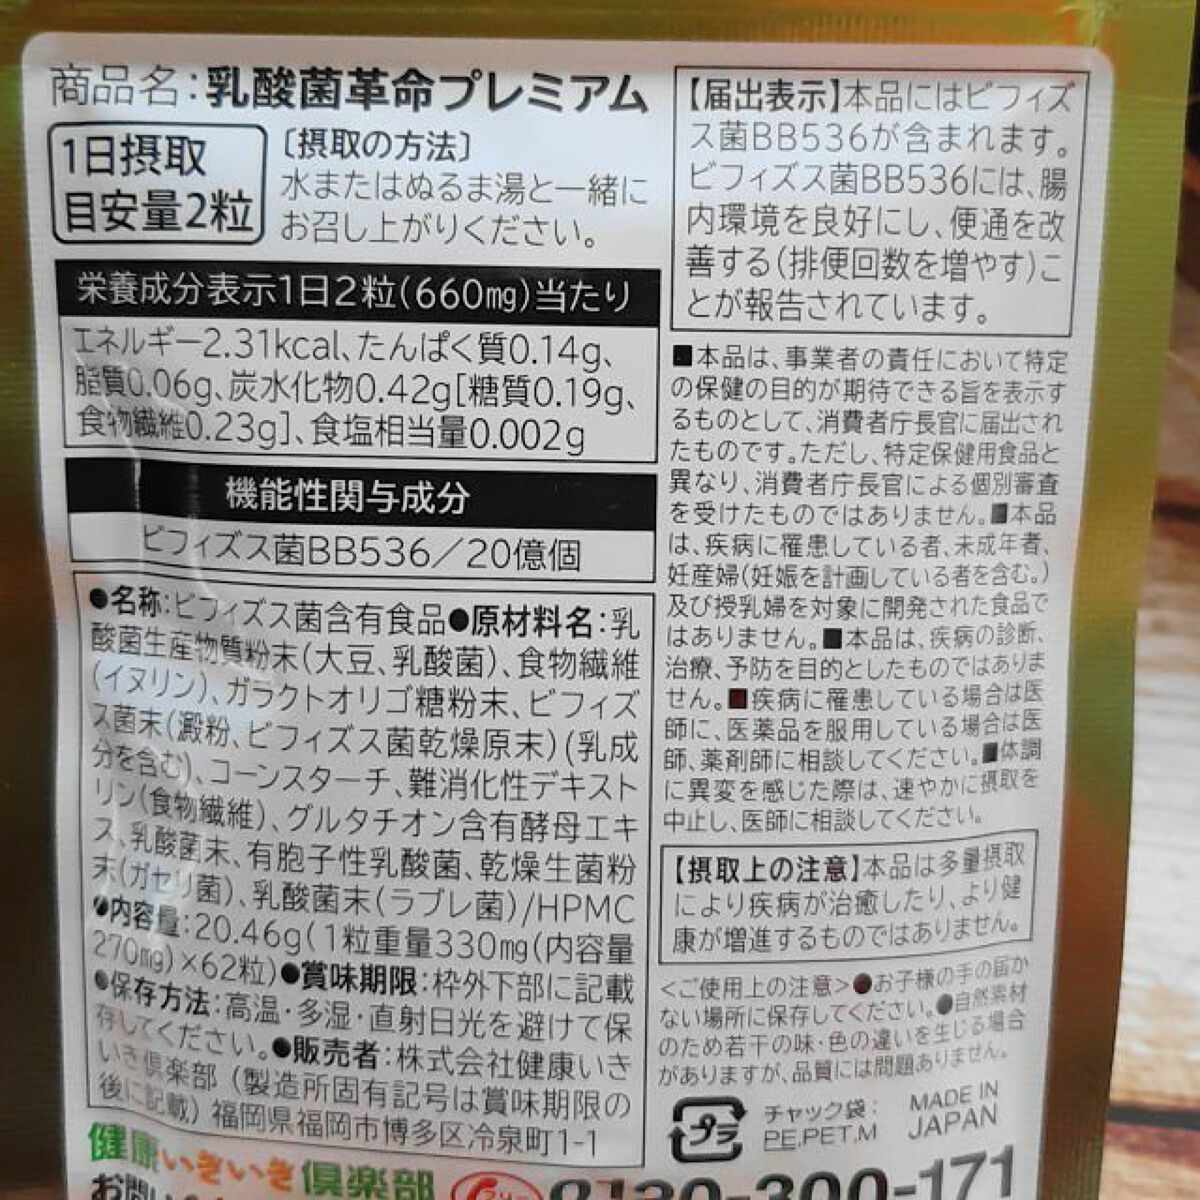 商品名:乳酸菌革命プレミアム
1日摂取
目安量2粒
〔摂取の方法〕
水またはぬるま湯と一緒に
お召し上がりください。
栄養成分表示1日2粒(660mg)当たり
エネルギー2.31kcal、たんぱく質0.14g、
脂質0.06g、炭水化物0.42g[糖質0.19g、
食物繊維0.23g]、食塩相当量0.002g
機能性関与成分
ビフィズス菌BB536/20億個
●名称:ビフィズス菌含有食品●原材料名:乳
酸菌生産物質粉末(大豆、乳酸菌)、食物繊維
(イヌリン)、ガラクトオリゴ糖粉末、ビフィズ
ス菌末(澱粉、ビフィズス菌乾燥原末)(乳成
分を含む)、コーンスターチ、難消化性デキスト
リン(食物繊維)、グルタチオン含有酵母エキ
ス、乳酸菌末、有胞子性乳酸菌、乾燥生菌粉
末(ガセリ菌)、乳酸菌末(ラブレ菌)/HPMC
●内容量:20.46g(1粒重量330mg(内容量
270mg)×62粒)●賞味期限:枠外下部に記載
●保存方法:高温・多湿・直射日光を避けて保
存してください。●販売者:株式会社健康いき
いき倶楽部(製造所固有記号は賞味期限の
後に記載)福岡県福岡市博多区冷泉町1-1
健康いきいき倶楽部
0120-300-171
【届出表示】本品にはビフィズ
ス菌BB536が含まれます。
ビフィズス菌BB536には、腸
内環境を良好にし、便通を改
善する(排便回数を増やす)こ
とが報告されています。
■本品は、事業者の責任において特定
の保健の目的が期待できる旨を表示す
るものとして、消費者庁長官に届出され
たものです。ただし、特定保健用食品と
異なり、消費者庁長官による個別審査
を受けたものではありません。■本品
は、疾病に罹患している者、未成年者、
妊産婦(妊娠を計画している者を含む。)
及び授乳婦を対象に開発された食品で
はありません。■本品は、疾病の診断、
治療、予防を目的としたものではありま
せん。■疾病に罹患している場合は医
師に、医薬品を服用している場合は医
師、薬剤師に相談してください。■体調
に異変を感じた際は、速やかに摂取を
中止し、医師に相談してください。
【摂取上の注意】本品は多量摂取
により疾病が治癒したり、より健
康が増進するものではありません。
<ご使用上の注意>●お子様の手の届か
ない場所に保存してください。●自然素材
のため若干の味・色の違いを生じる場合
がありますが、品質には問題ありません。
プラ
チャック袋:
PE,PET,M
MADE IN
JAPAN